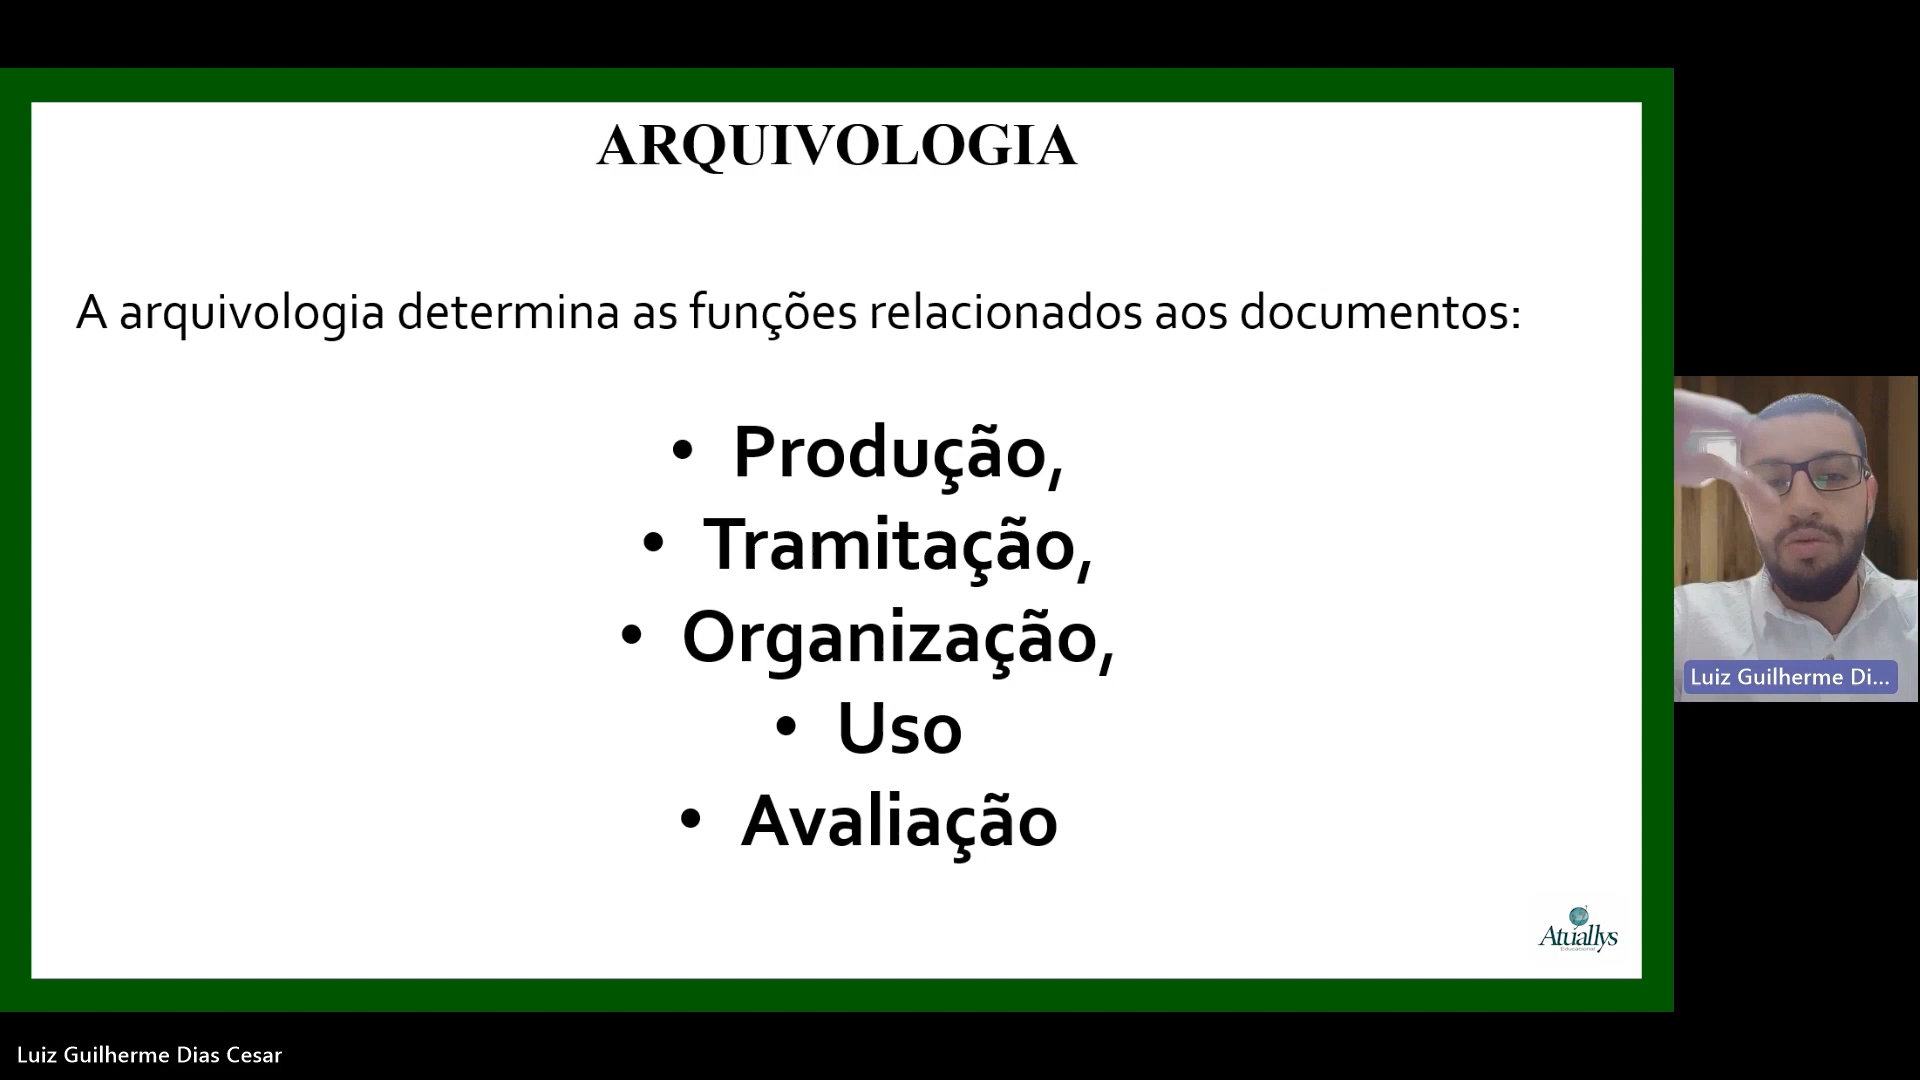 ARQUIVOLOGIA
A arquivologia determina as funções relacionados aos documentos:
• Produção,
• Tramitação,
• Organização,
• Uso
• Avaliação
Atuallys
Educacional
Luiz Guilherme Di...
Luiz Guilherme Dias Cesar